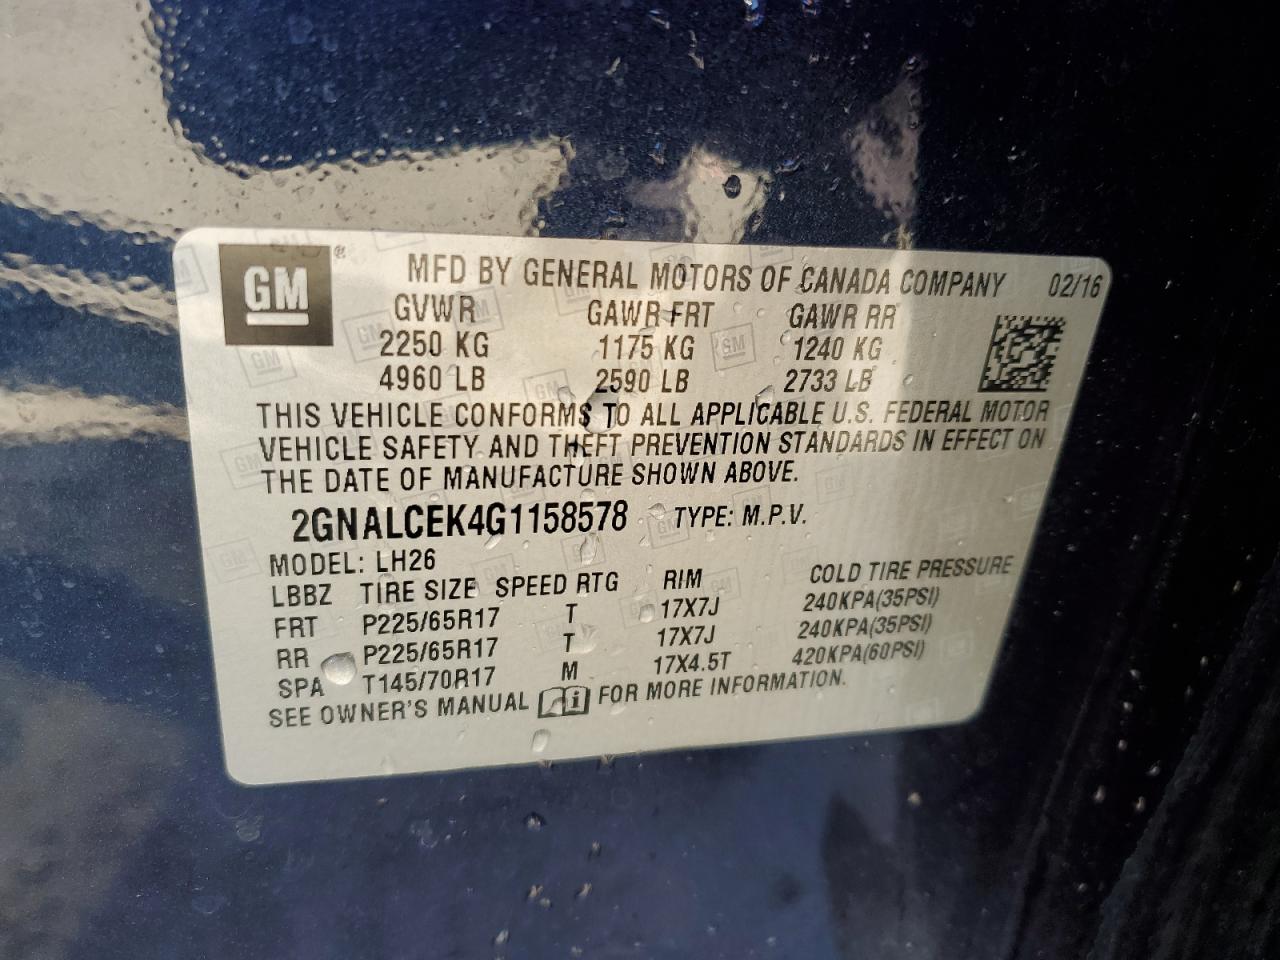 GM® MFD BY GENERAL MOTORS OF CANADA COMPANY 02/16
GVWR GAWR FRT GAWR RR
2250 KG 1175 KG 1240 KG
4960 LB 2590 LB 2733 LB
THIS VEHICLE CONFORMS TO ALL APPLICABLE U.S. FEDERAL MOTOR
VEHICLE SAFETY AND THEFT PREVENTION STANDARDS IN EFFECT ON
THE DATE OF MANUFACTURE SHOWN ABOVE.
2GNALCEK4G1158578 TYPE: M.P.V.
MODEL: LH26
LBBZ TIRE SIZE SPEED RTG RIM COLD TIRE PRESSURE
FRT P225/65R17 T 17X7J 240KPA(35PSI)
RR P225/65R17 T 17X7J 240KPA(35PSI)
SPA T145/70R17 M 17X4.5T 420KPA(60PSI)
SEE OWNER'S MANUAL FOR MORE INFORMATION.